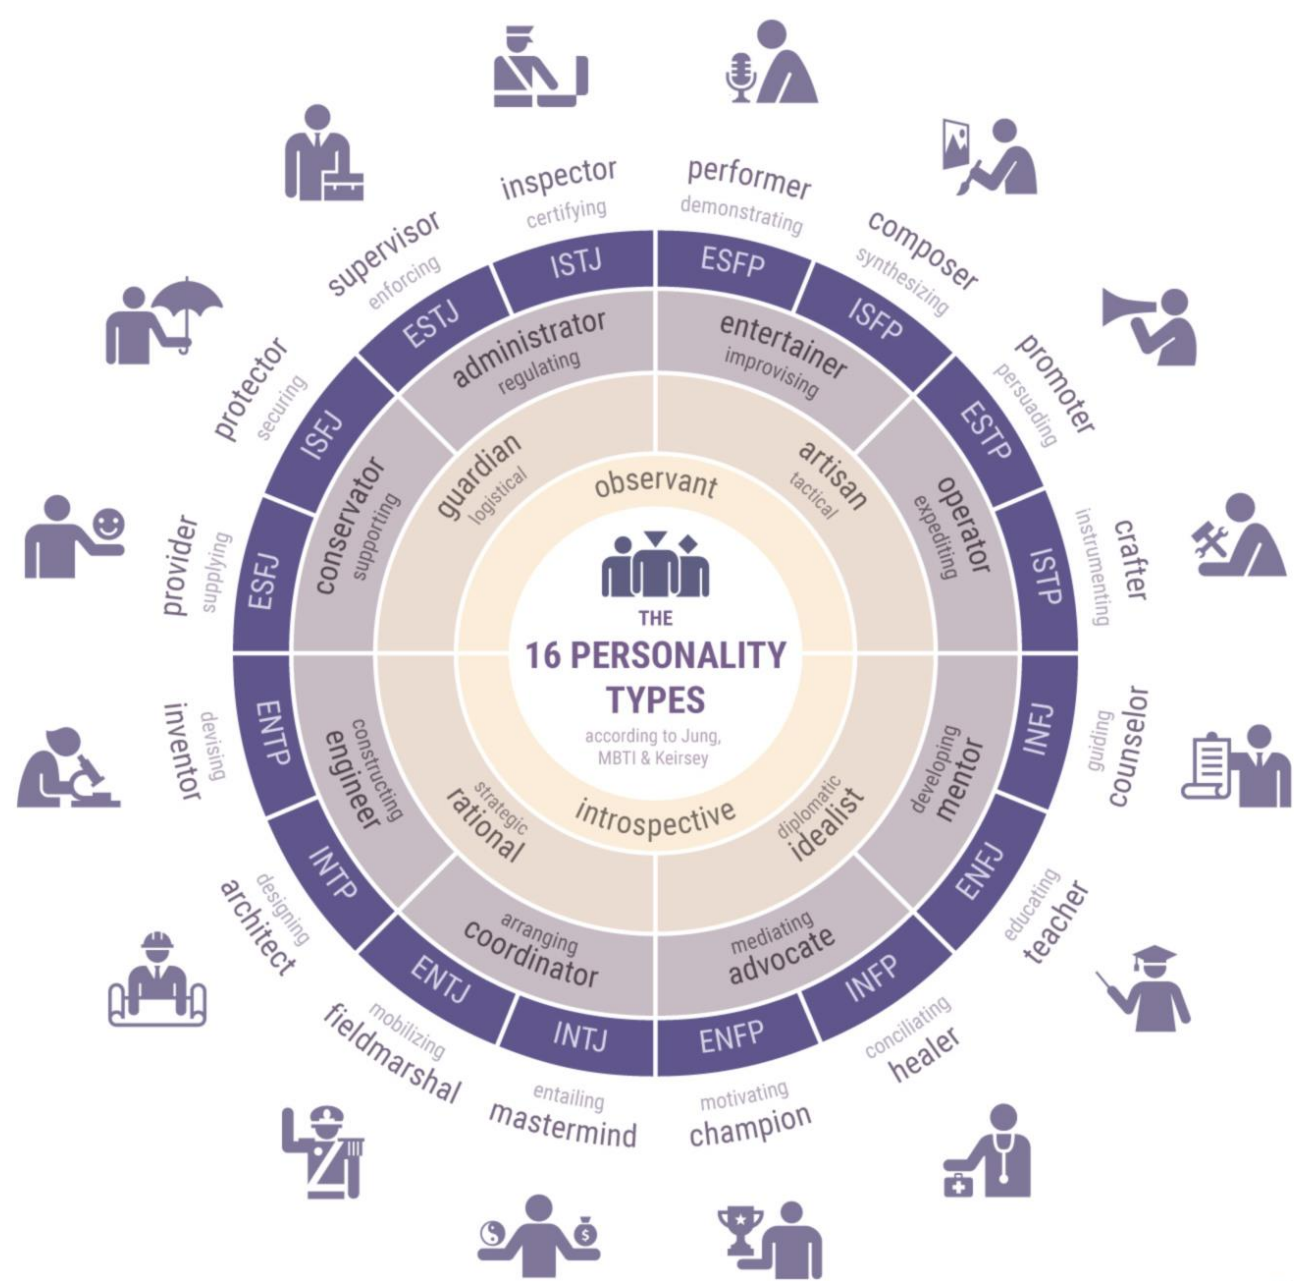 THE
16 PERSONALITY
TYPES
according to Jung,
MBTI & Keirsey
observant
introspective
guardian
logistical
artisan
tactical
diplomatic
idealist
strategic
rational
administrator
regulating
entertainer
improvising
operator
expediting
developing
mentor
mediating
advocate
arranging
coordinator
constructing
engineer
conservator
supporting
ISTJ
inspector
certifying
ESFP
performer
demonstrating
ISFP
composer
synthesizing
ESTP
promoter
persuading
ISTP
crafter
instrumenting
INFJ
guiding
counselor
ENFJ
educating
teacher
INFP
conciliating
healer
ENFP
motivating
champion
INTJ
entailing
mastermind
ENTJ
mobilizing
fieldmarshal
INTP
designing
architect
ENTP
devising
inventor
ESFJ
provider
supplying
ISFJ
protector
securing
ESTJ
supervisor
enforcing
$